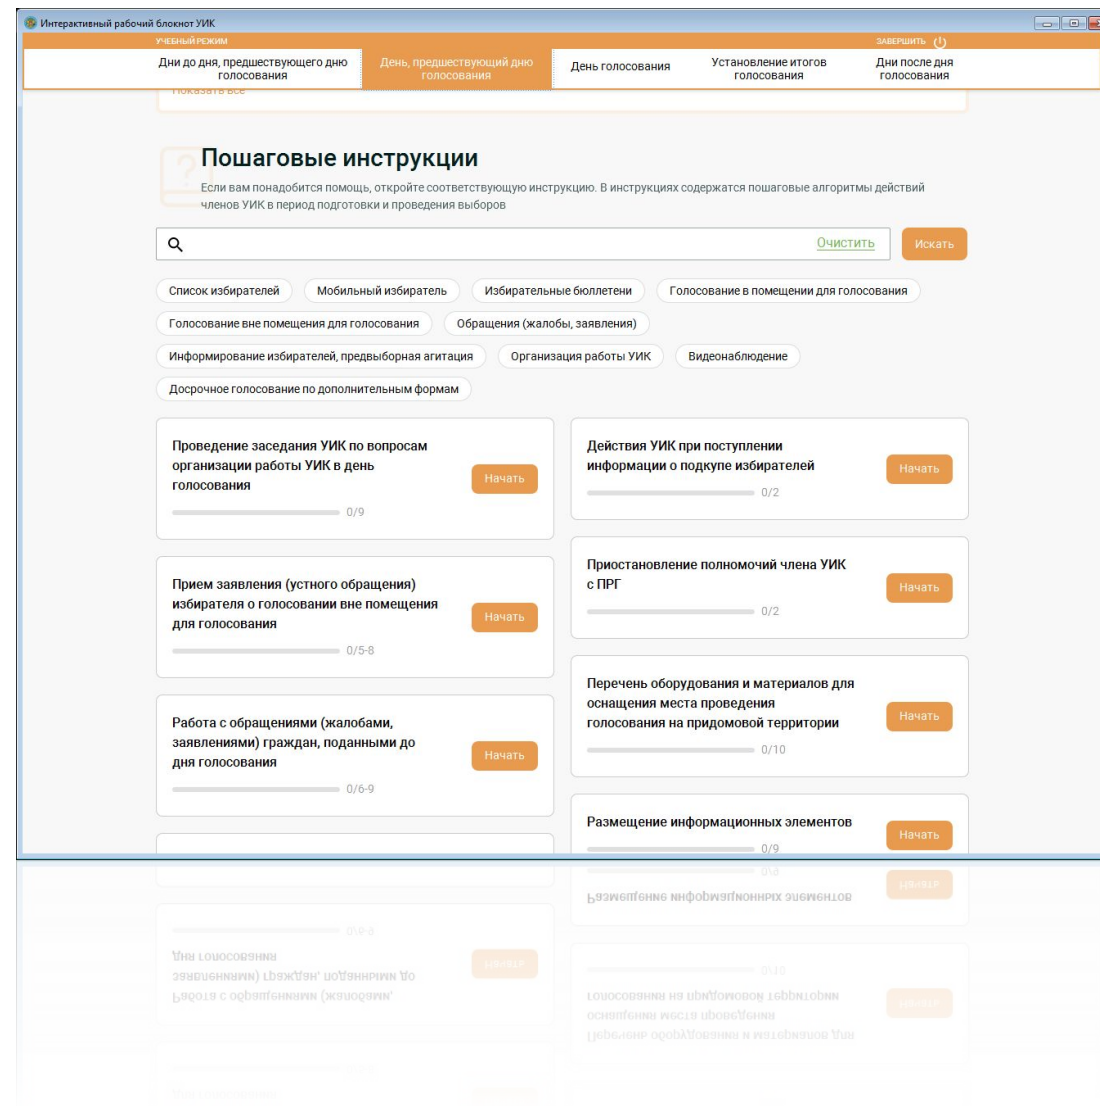 Интерактивный рабочий блокнот УИК
УЧЕБНЫЙ РЕЖИМ
ЗАВЕРШИТЬ
Дни до дня, предшествующего дню
голосования
День, предшествующий дню
голосования
День голосования
Установление итогов
голосования
Дни после дня
голосования
Показать все
Пошаговые инструкции
Если вам понадобится помощь, откройте соответствующую инструкцию. В инструкциях содержатся пошаговые алгоритмы действий
членов УИК в период подготовки и проведения выборов
Очистить
Искать
Список избирателей
Мобильный избиратель
Избирательные бюллетени
Голосование в помещении для голосования
Голосование вне помещения для голосования
Обращения (жалобы, заявления)
Информирование избирателей, предвыборная агитация
Организация работы УИК
Видеонаблюдение
Досрочное голосование по дополнительным формам
Проведение заседания УИК по вопросам
организации работы УИК в день
голосования
Начать
0/9
Прием заявления (устного обращения)
избирателя о голосовании вне помещения
для голосования
Начать
0/5-8
Работа с обращениями (жалобами,
заявлениями) граждан, поданными до
дня голосования
Начать
0/6-9
Действия УИК при поступлении
информации о подкупе избирателей
Начать
0/2
Приостановление полномочий члена УИК
с ПРГ
Начать
0/2
Перечень оборудования и материалов для
оснащения места проведения
голосования на придомовой территории
Начать
0/10
Размещение информационных элементов
Начать
0/9